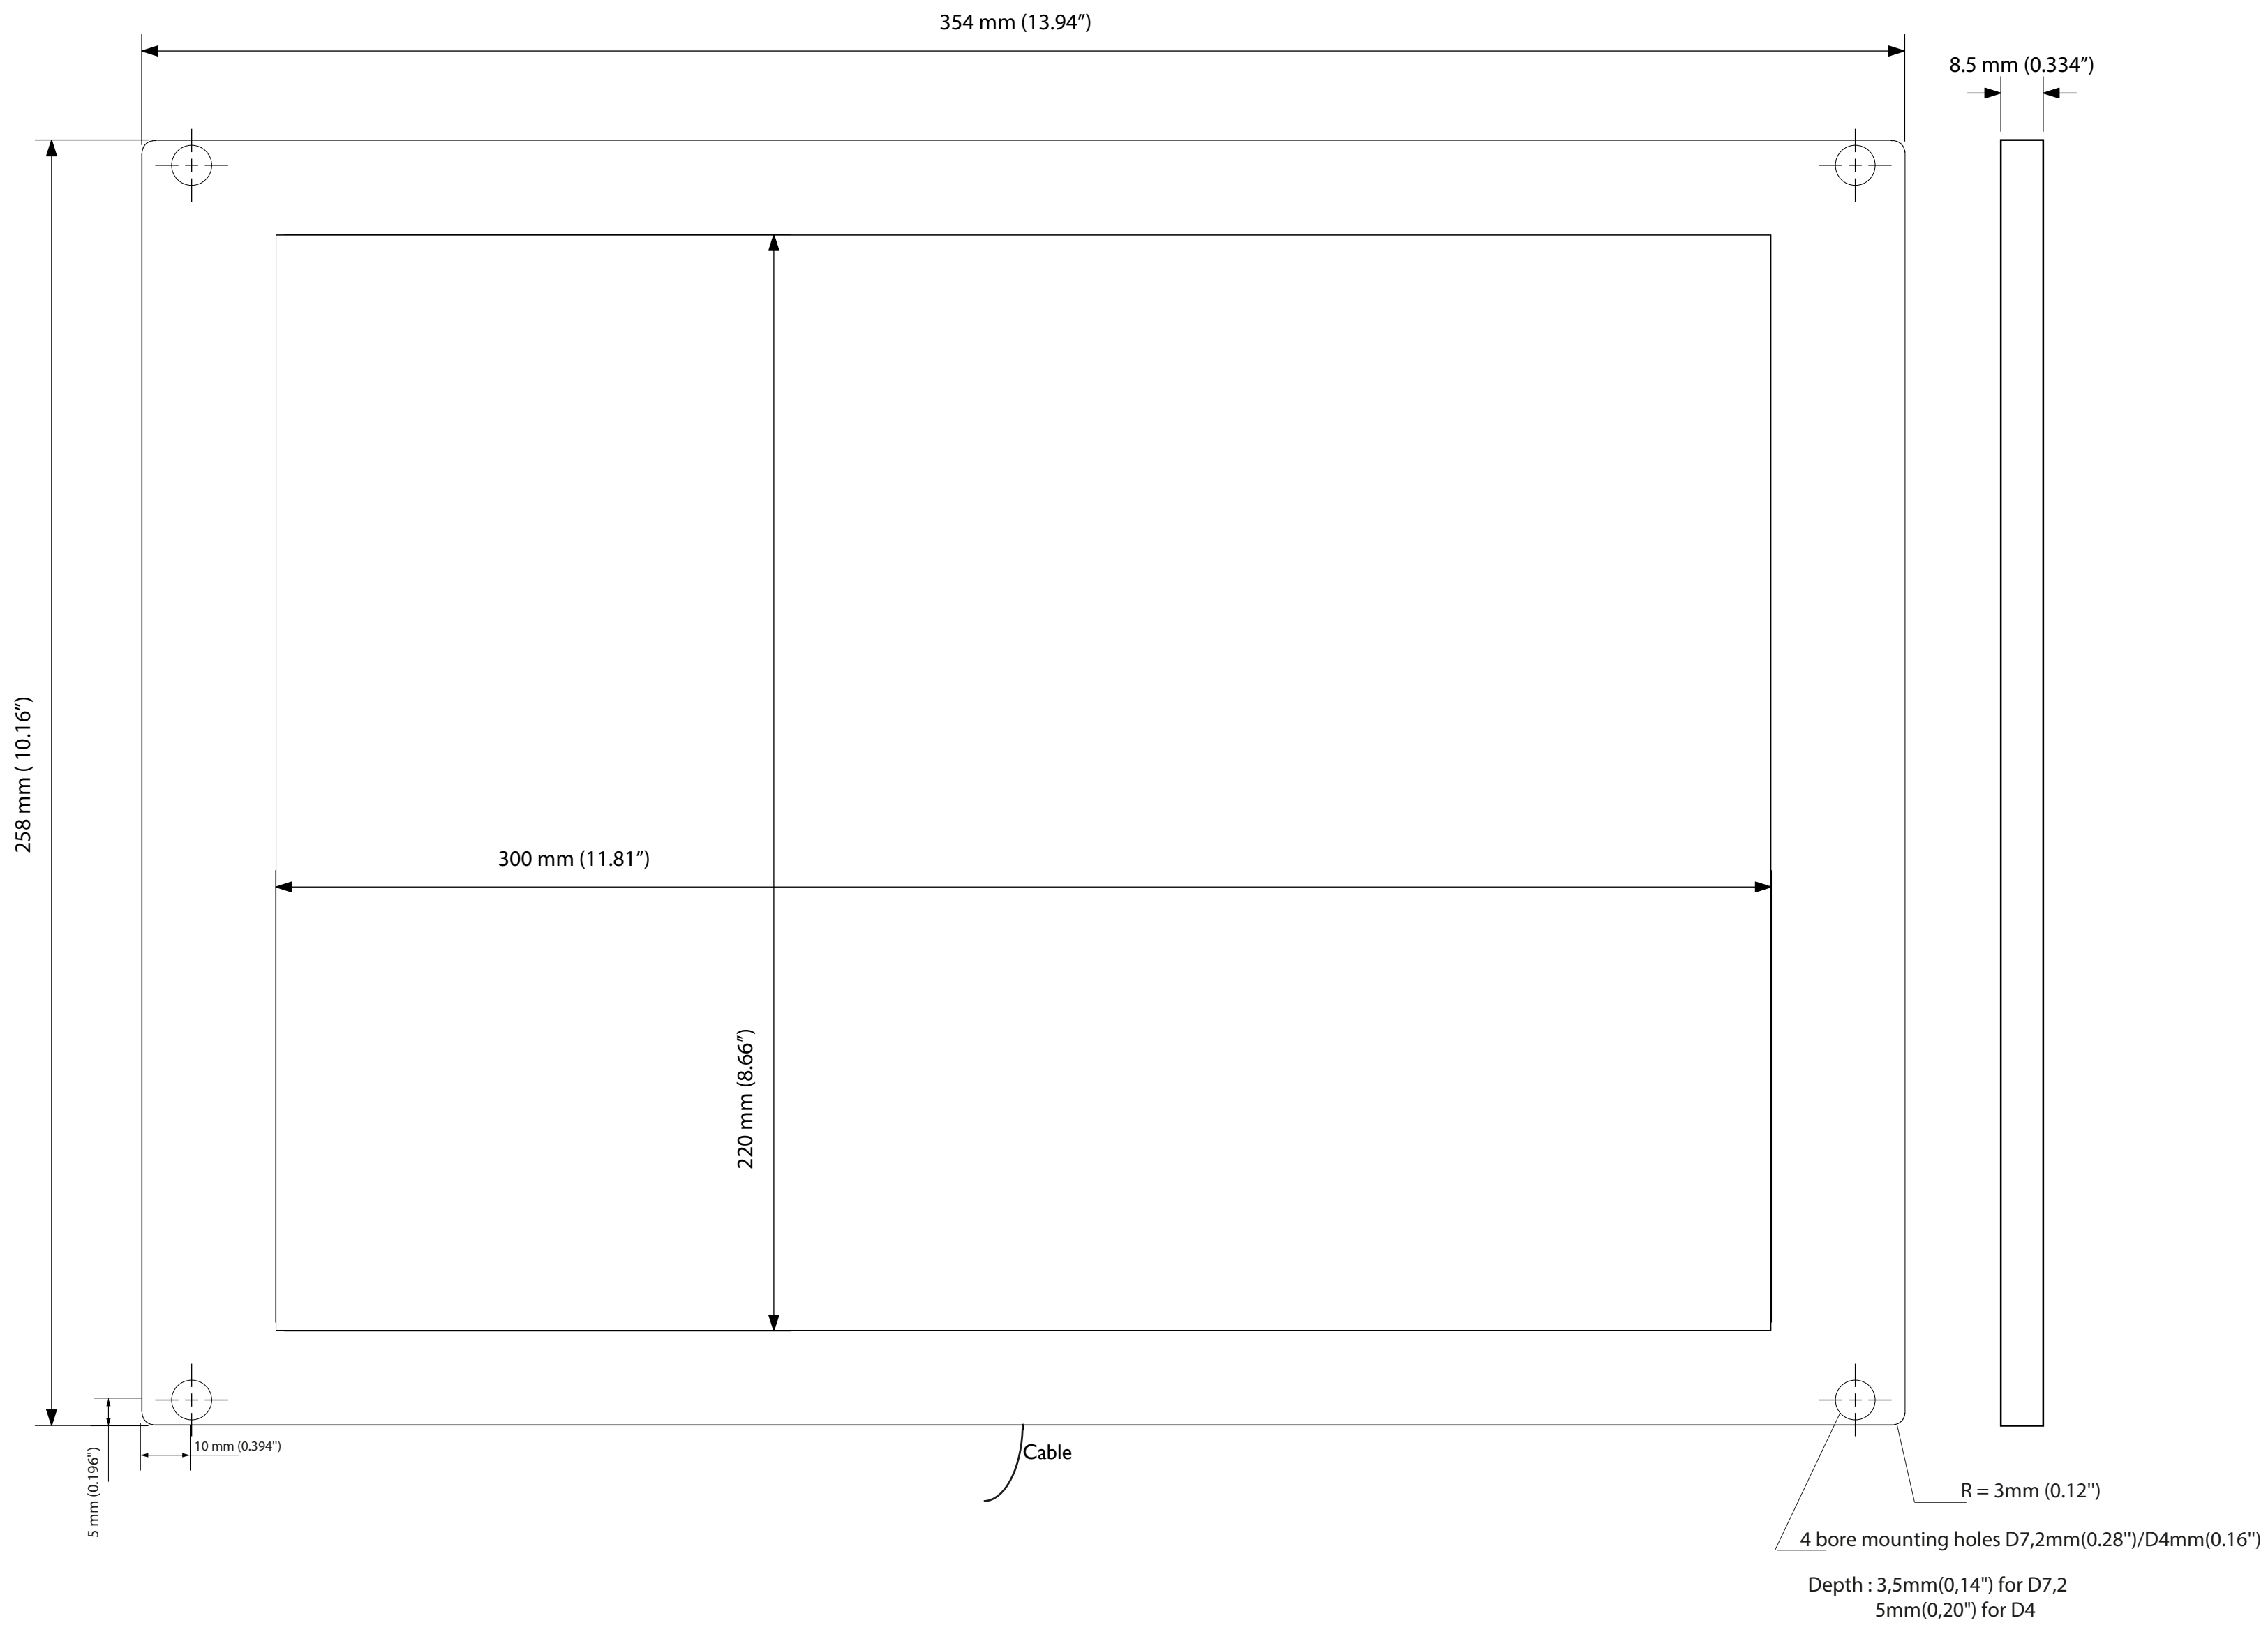 354 mm (13.94”)
8.5 mm (0.334”)
258 mm ( 10.16”)
300 mm (11.81”)
220 mm (8.66”)
10 mm (0.394")
5 mm (0.196")
Cable
R = 3mm (0.12")
4 bore mounting holes D7,2mm(0.28")/D4mm(0.16")
Depth : 3,5mm(0,14") for D7,2
5mm(0,20") for D4